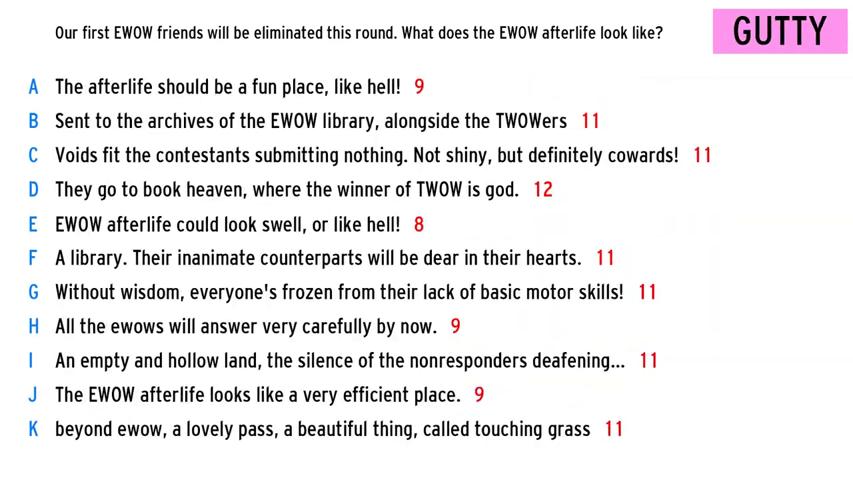 Our first EWOW friends will be eliminated this round. What does the EWOW afterlife look like?
GUTTY
A The afterlife should be a fun place, like hell! 9
B Sent to the archives of the EWOW library, alongside the TWOWers 11
C Voids fit the contestants submitting nothing. Not shiny, but definitely cowards! 11
D They go to book heaven, where the winner of TWOW is god. 12
E EWOW afterlife could look swell, or like hell! 8
F A library. Their inanimate counterparts will be dear in their hearts. 11
G Without wisdom, everyone's frozen from their lack of basic motor skills! 11
H All the ewows will answer very carefully by now. 9
I An empty and hollow land, the silence of the nonresponders deafening... 11
J The EWOW afterlife looks like a very efficient place. 9
K beyond ewow, a lovely pass, a beautiful thing, called touching grass 11